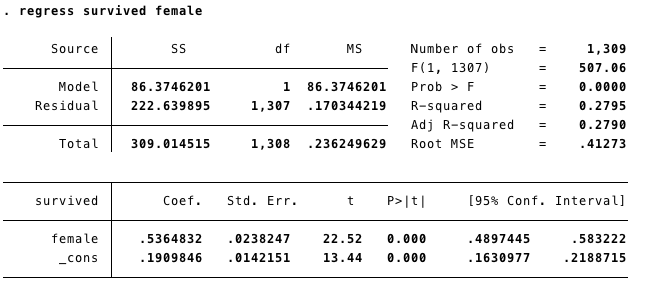 . regress survived female
Source | SS df MS Number of obs = 1,309
F(1, 1307) = 507.06
Model | 86.3746201 1 86.3746201 Prob > F = 0.0000
Residual | 222.639895 1,307 .170344219 R-squared = 0.2795
Adj R-squared = 0.2790
Total | 309.014515 1,308 .236249629 Root MSE = .41273
survived | Coef. Std. Err. t P>|t| [95% Conf. Interval]
female | .5364832 .0238247 22.52 0.000 .4897445 .583222
_cons | .1909846 .0142151 13.44 0.000 .1630977 .2188715